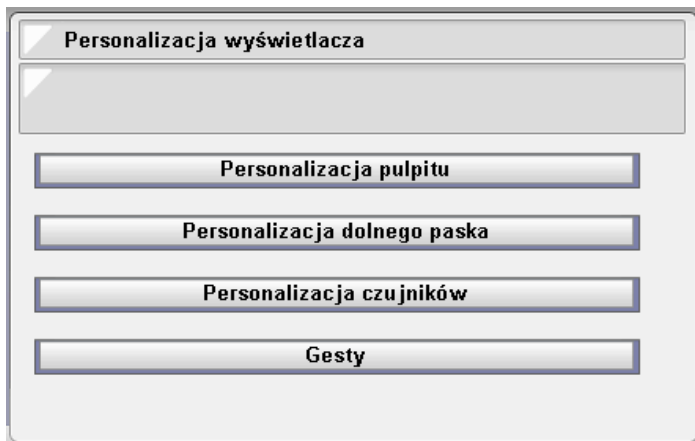 Personalizacja wyświetlacza
Personalizacja pulpitu
Personalizacja dolnego paska
Personalizacja czujników
Gesty